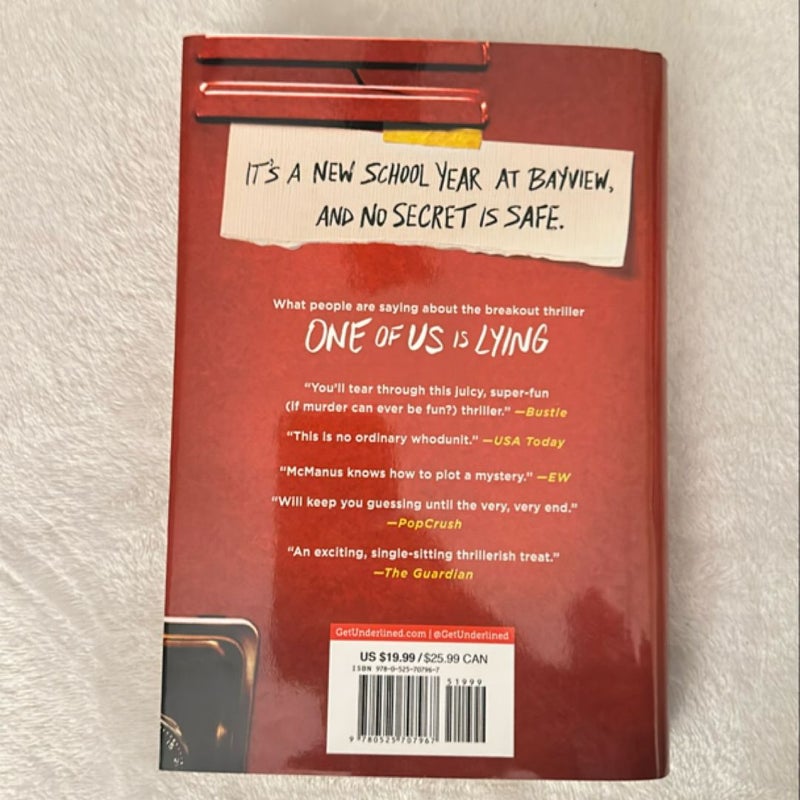 IT'S A NEW SCHOOL YEAR AT BAYVIEW,
AND NO SECRET IS SAFE.
What people are saying about the breakout thriller
ONE OF US IS LYING
"You'll tear through this juicy, super-fun
(if murder can ever be fun?) thriller." —Bustle
"This is no ordinary whodunit." —USA Today
"McManus knows how to plot a mystery." —EW
"Will keep you guessing until the very, very end."
—PopCrush
"An exciting, single-sitting thrillerish treat."
—The Guardian
GetUnderlined.com | @GetUnderlined
US $19.99 / $25.99 CAN
ISBN 978-0-525-70796-7
51999
9 780525 707967